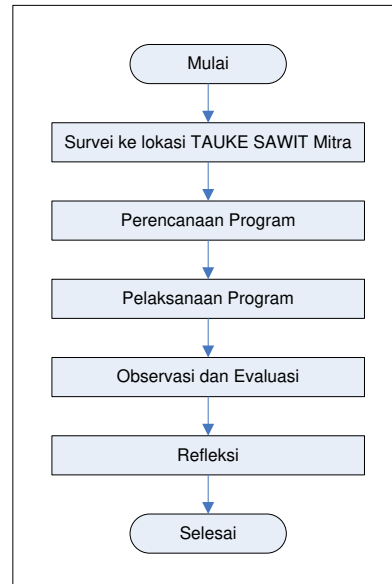 Mulai
Survei ke lokasi TAUKE SAWIT Mitra
Perencanaan Program
Pelaksanaan Program
Observasi dan Evaluasi
Refleksi
Selesai